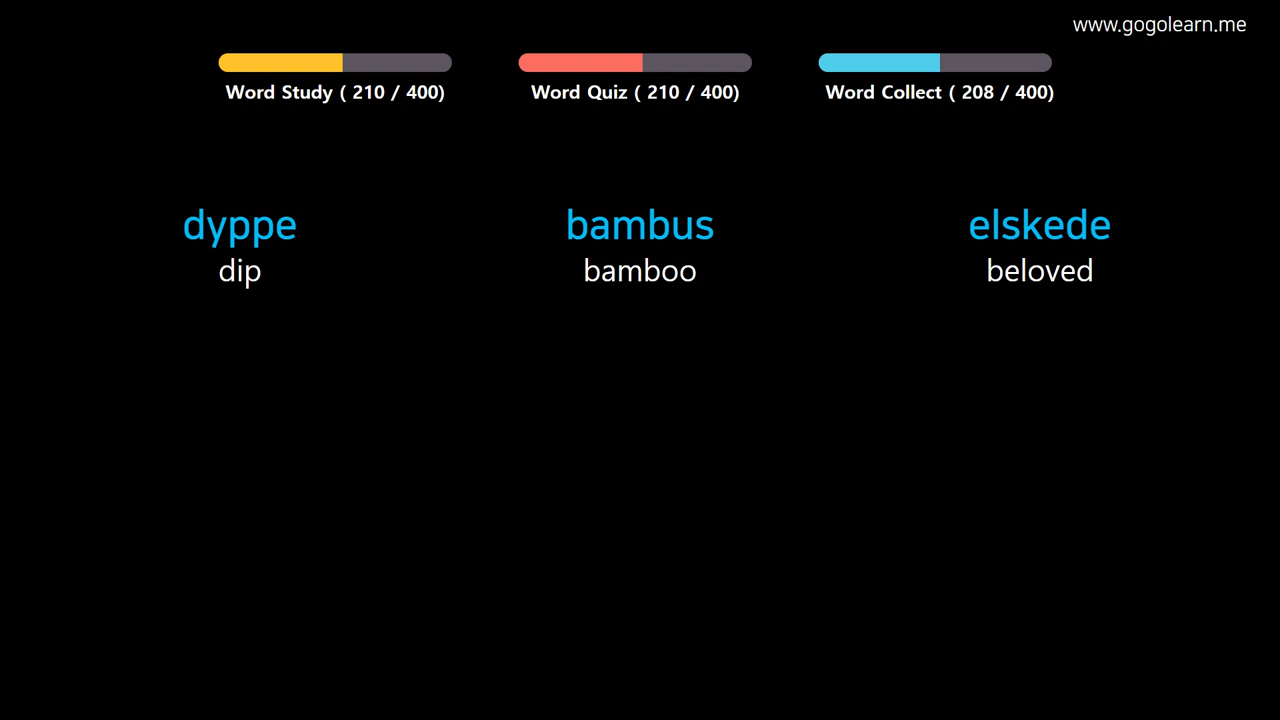 www.gogolearn.me
Word Study ( 210 / 400)
Word Quiz ( 210 / 400)
Word Collect ( 208 / 400)
dyppe
dip
bambus
bamboo
elskede
beloved